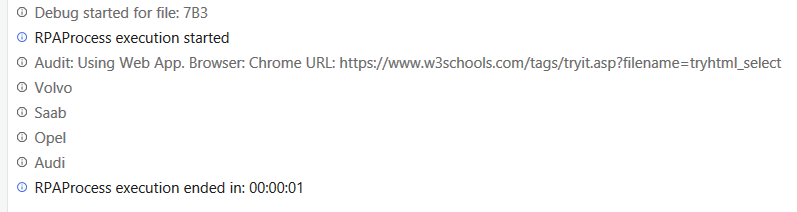 Debug started for file: 7B3
RPAProcess execution started
Audit: Using Web App. Browser: Chrome URL: https://www.w3schools.com/tags/tryit.asp?filename=tryhtml_select
Volvo
Saab
Opel
Audi
RPAProcess execution ended in: 00:00:01